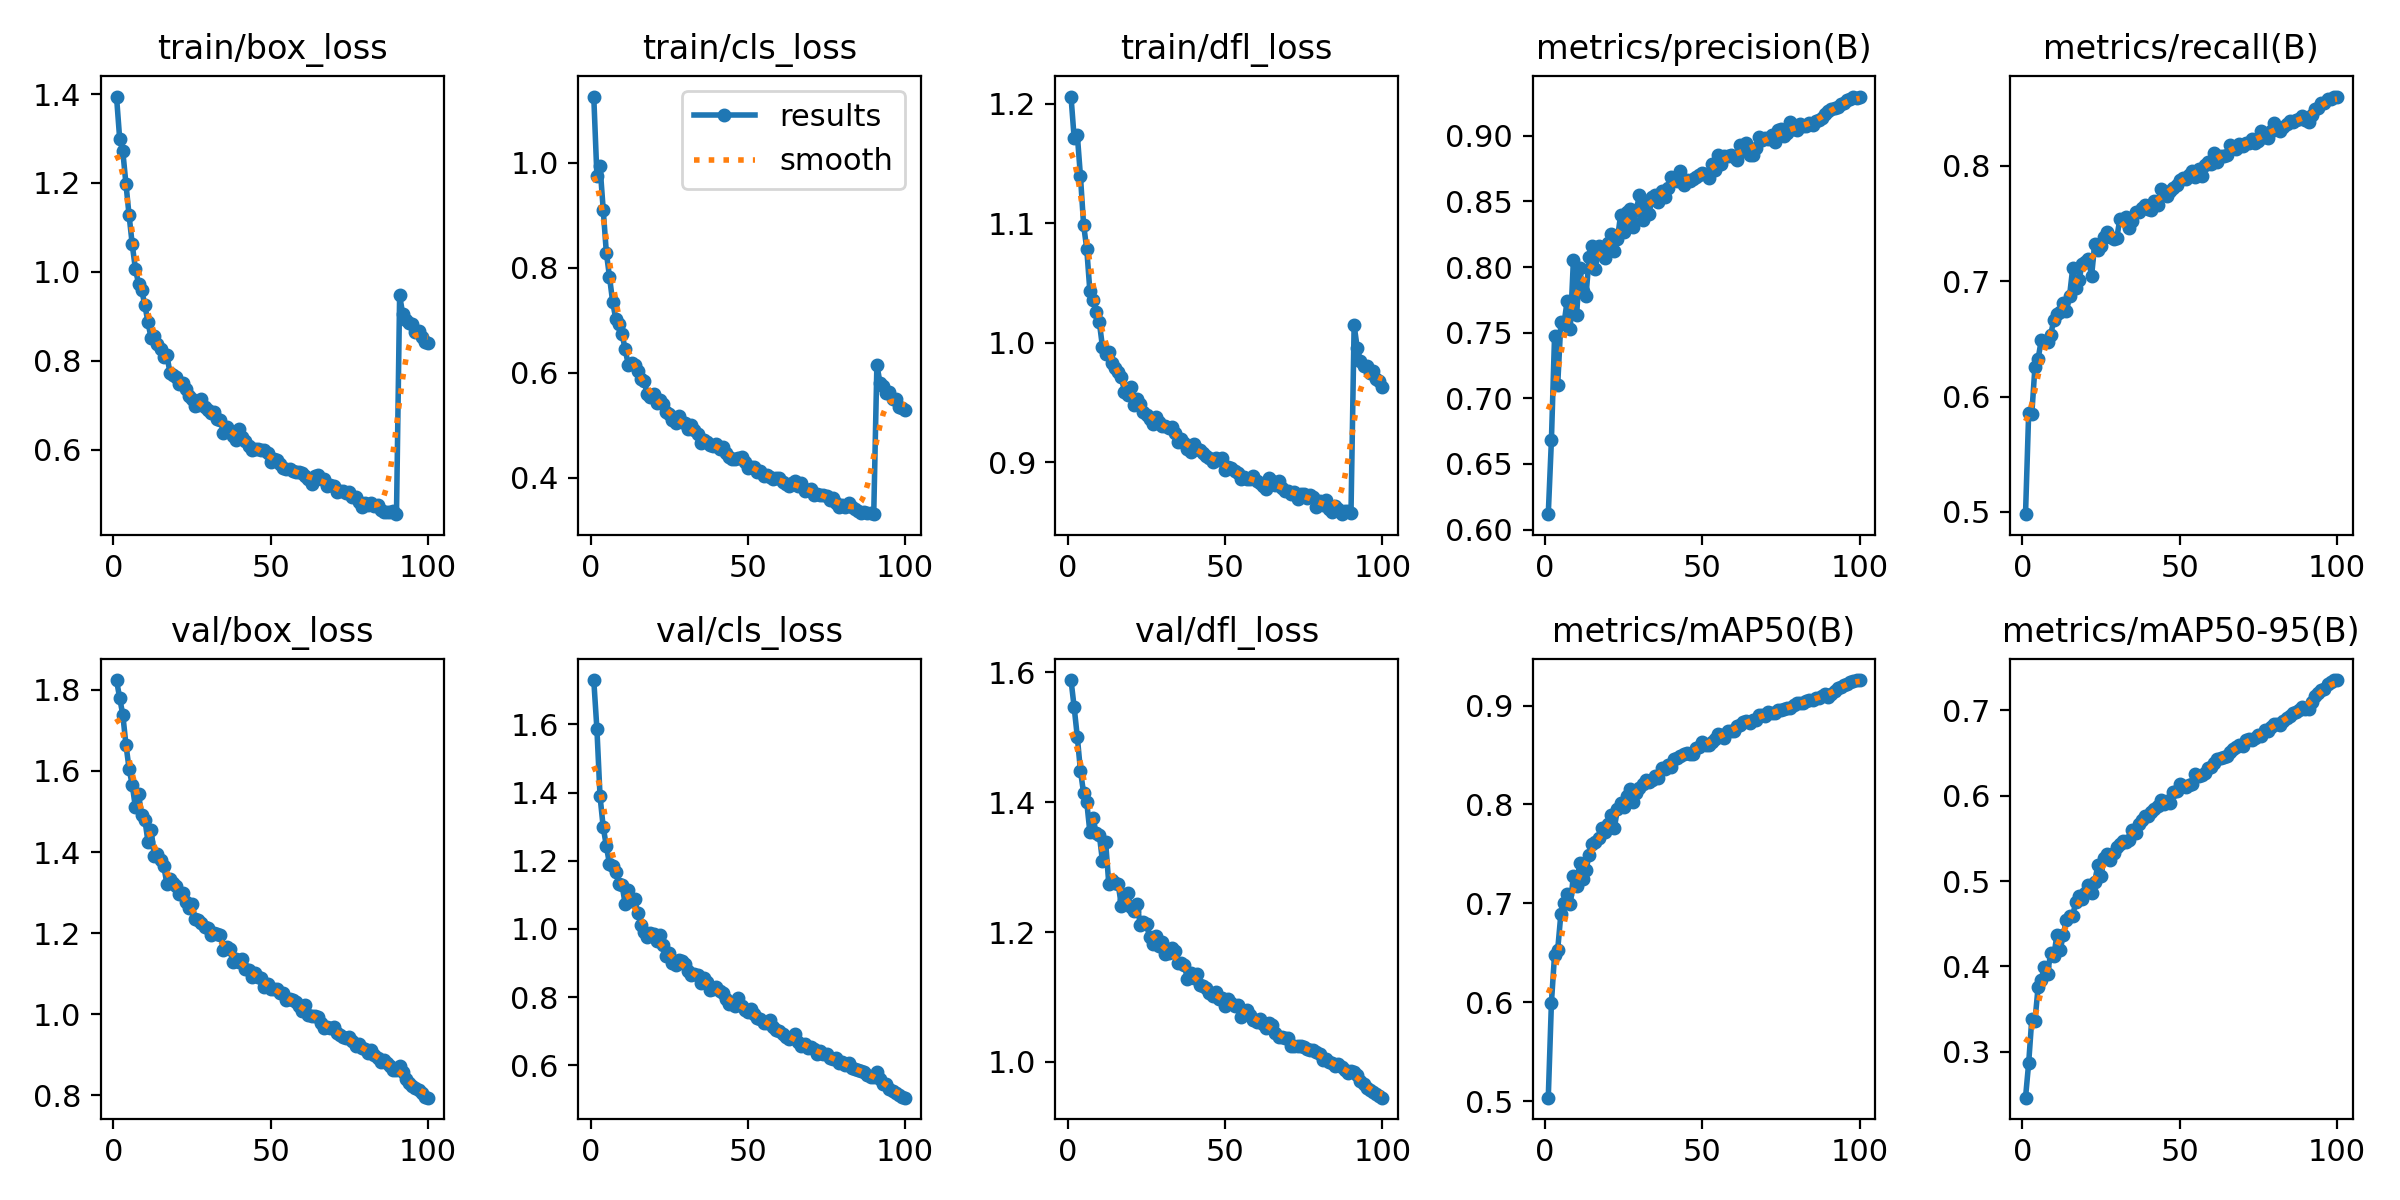 train/box_loss
1.4
1.2
1.0
0.8
0.6
0 50 100
train/cls_loss
results
smooth
1.0
0.8
0.6
0.4
0 50 100
train/dfl_loss
1.2
1.1
1.0
0.9
0 50 100
metrics/precision(B)
0.90
0.85
0.80
0.75
0.70
0.65
0.60
0 50 100
metrics/recall(B)
0.8
0.7
0.6
0.5
0 50 100
val/box_loss
1.8
1.6
1.4
1.2
1.0
0.8
0 50 100
val/cls_loss
1.6
1.4
1.2
1.0
0.8
0.6
0 50 100
val/dfl_loss
1.6
1.4
1.2
1.0
0 50 100
metrics/mAP50(B)
0.9
0.8
0.7
0.6
0.5
0 50 100
metrics/mAP50-95(B)
0.7
0.6
0.5
0.4
0.3
0 50 100